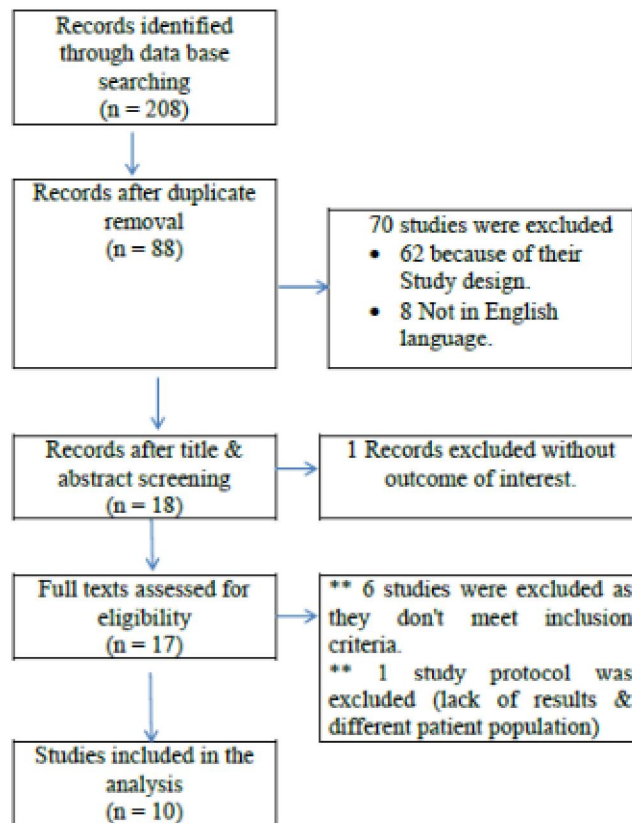 Records identified
through data base
searching
(n = 208)
Records after duplicate
removal
(n = 88)
70 studies were excluded
• 62 because of their
Study design.
• 8 Not in English
language.
Records after title &
abstract screening
(n = 18)
1 Records excluded without
outcome of interest.
Full texts assessed for
eligibility
(n = 17)
** 6 studies were excluded as
they don't meet inclusion
criteria.
** 1 study protocol was
excluded (lack of results &
different patient population)
Studies included in the
analysis
(n = 10)